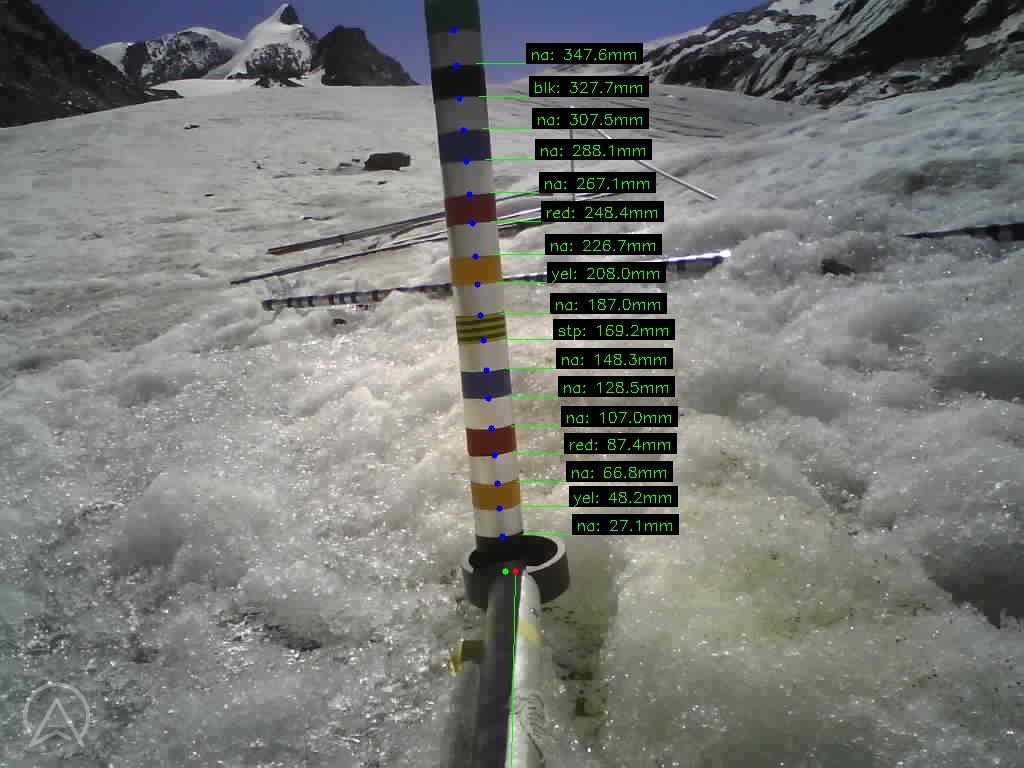 na: 347.6mm
blk: 327.7mm
na: 307.5mm
na: 288.1mm
na: 267.1mm
red: 248.4mm
na: 226.7mm
yel: 208.0mm
na: 187.0mm
stp: 169.2mm
na: 148.3mm
na: 128.5mm
na: 107.0mm
red: 87.4mm
na: 66.8mm
yel: 48.2mm
na: 27.1mm